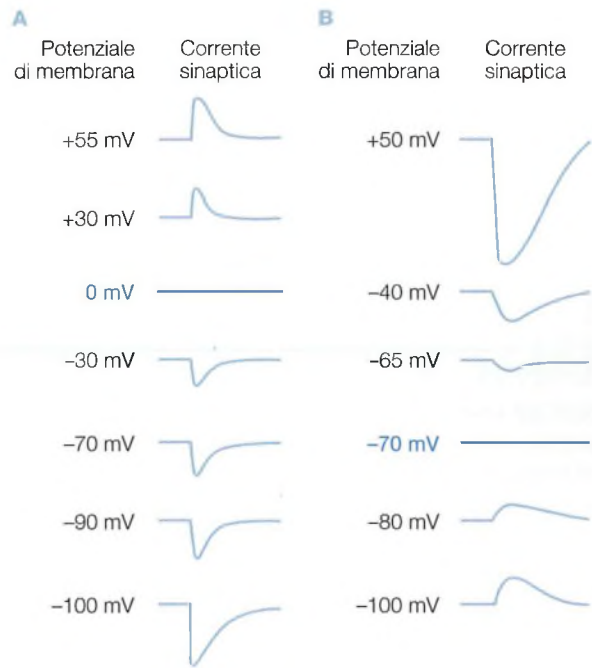 A
Potenziale
di membrana
Corrente
sinaptica
+55 mV
+30 mV
0 mV
–30 mV
–70 mV
–90 mV
–100 mV
B
Potenziale
di membrana
Corrente
sinaptica
+50 mV
–40 mV
-65 mV
–70 mV
–80 mV
–100 mV